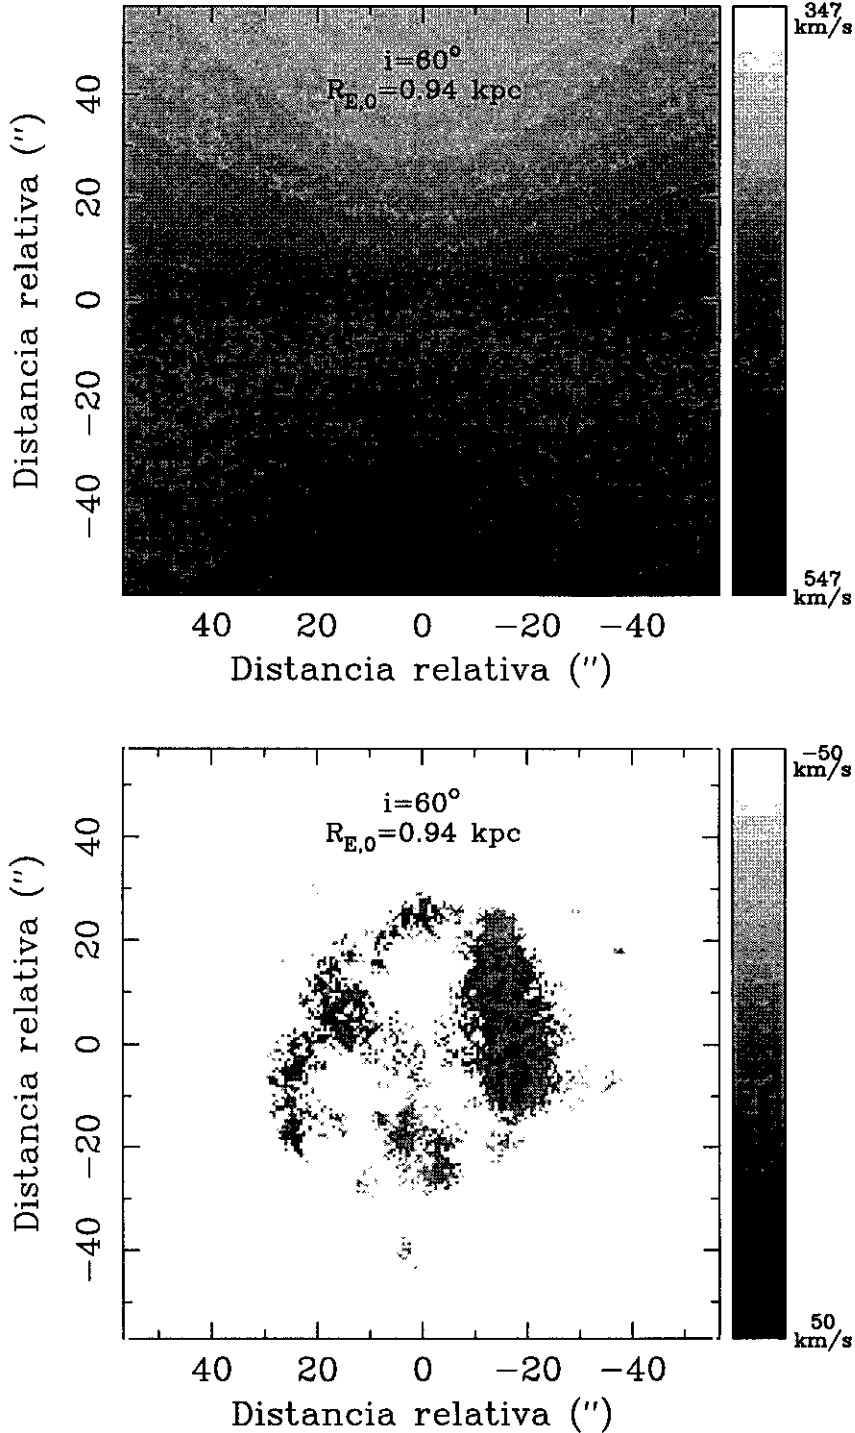 347
km/s
i=60°
R_E,0=0.94 kpc
Distancia relativa (")
40
20
0
−20
−40
547
km/s
40 20 0 −20 −40
Distancia relativa (")
−50
km/s
i=60°
R_E,0=0.94 kpc
Distancia relativa (")
40
20
0
−20
−40
50
km/s
40 20 0 −20 −40
Distancia relativa (")